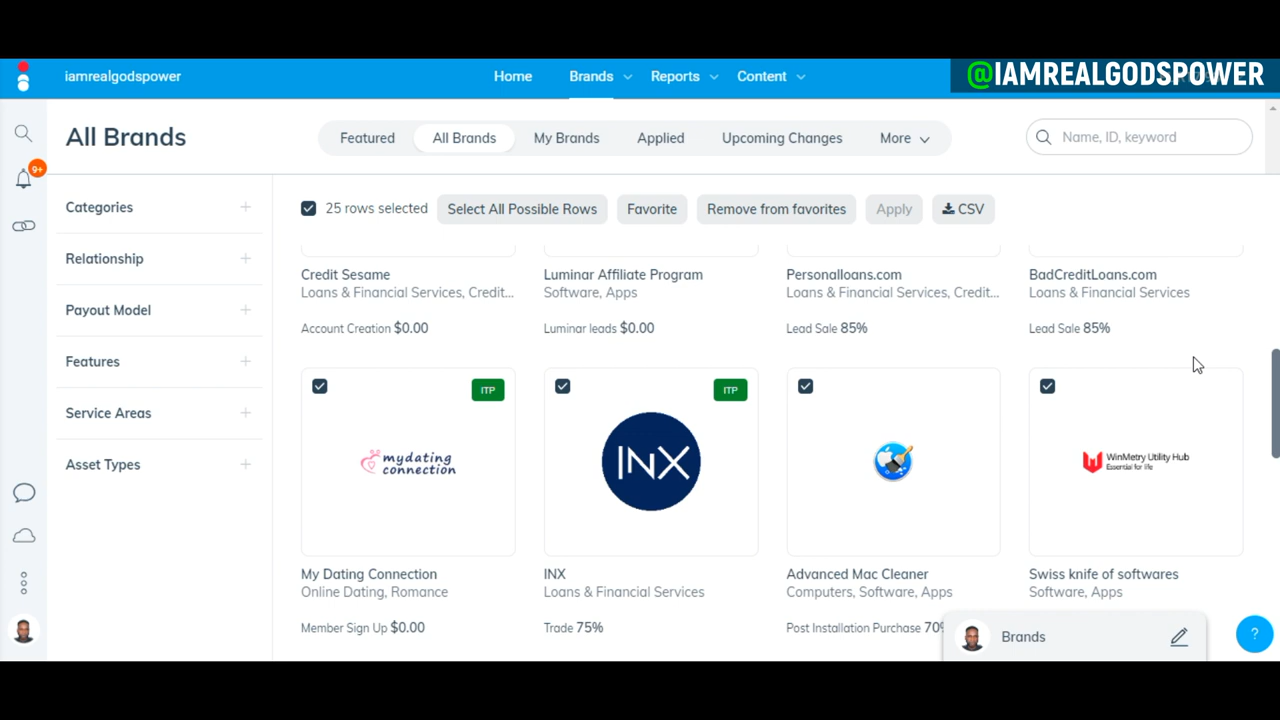 @IAMREALGODSPOWER
iamrealgodspower
Home
Brands
Reports
Content
All Brands
Featured
All Brands
My Brands
Applied
Upcoming Changes
More
Name, ID, keyword
9+
Categories
Relationship
Payout Model
Features
Service Areas
Asset Types
25 rows selected
Select All Possible Rows
Favorite
Remove from favorites
Apply
CSV
Credit Sesame
Loans & Financial Services, Credit...
Account Creation $0.00
Luminar Affiliate Program
Software, Apps
Luminar leads $0.00
Personalloans.com
Loans & Financial Services, Credit...
Lead Sale 85%
BadCreditLoans.com
Loans & Financial Services
Lead Sale 85%
ITP
mydating
connection
My Dating Connection
Online Dating, Romance
Member Sign Up $0.00
ITP
INX
INX
Loans & Financial Services
Trade 75%
Advanced Mac Cleaner
Computers, Software, Apps
Post Installation Purchase 70%
WinMetry Utility Hub
Essential for life
Swiss knife of softwares
Software, Apps
Brands
?